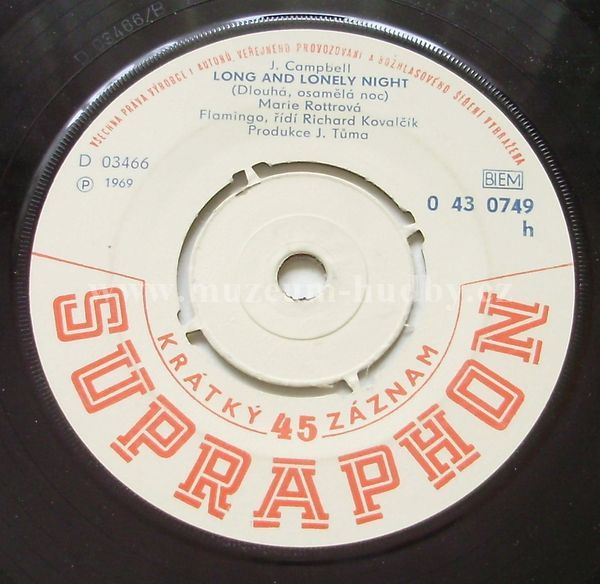 D 03466/P
VŠECHNA PRÁVA VÝROBCE I AUTORŮ, VEŘEJNÉHO PROVOZOVÁNÍ A ROZHLASOVÉHO ŠÍŘENÍ VYHRAŽENA
J. Campbell
LONG AND LONELY NIGHT
(Dlouhá, osamělá noc)
Marie Rottrová
Flamingo, řídí Richard Kovalčík
Produkce J. Tůma
D 03466
Ⓟ 1969
BIEM
0 43 0749
h
www.muzeum-hudby.cz
KRÁTKÝ 45 ZÁZNAM
SUPRAPHON